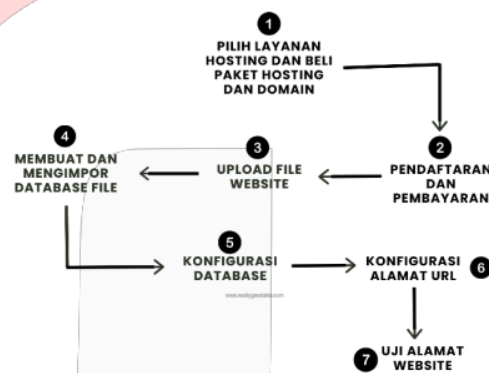 1
PILIH LAYANAN
HOSTING DAN BELI
PAKET HOSTING
DAN DOMAIN
2
PENDAFTARAN
DAN
PEMBAYARAN
3
UPLOAD FILE
WEBSITE
4
MEMBUAT DAN
MENGIMPOR
DATABASE FILE
5
KONFIGURASI
DATABASE
KONFIGURASI
ALAMAT URL
6
7
UJI ALAMAT
WEBSITE